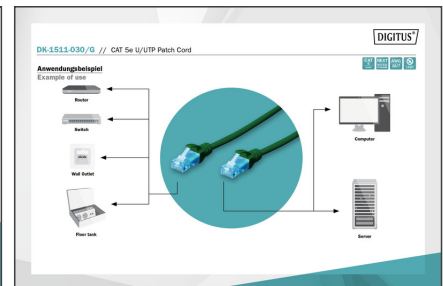 DIGITUS®
DK-1511-030/G // CAT 5e U/UTP Patch Cord
Anwendungsbeispiel
Example of use
Router
Switch
Wall Outlet
Floor tank
Computer
Server